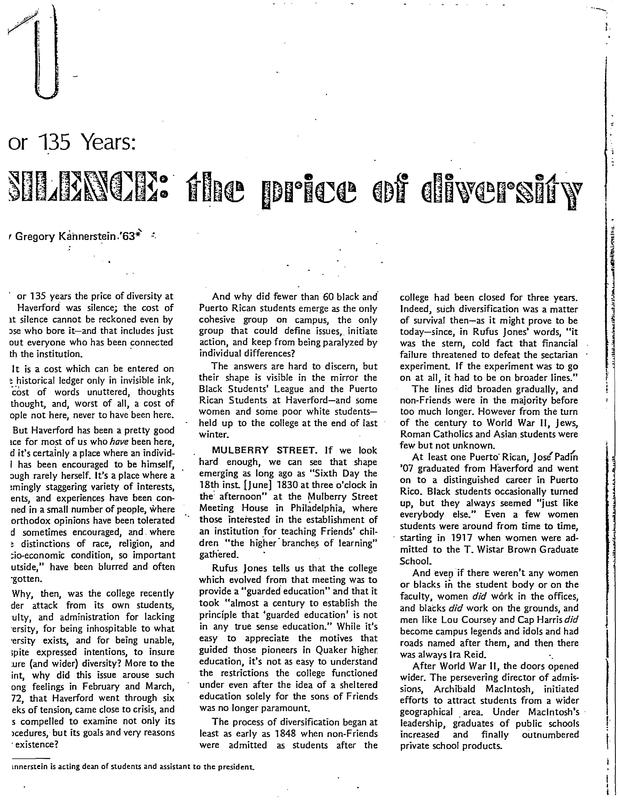 or 135 Years:
SILENCE: the price of diversity
Gregory Kannerstein '63*
or 135 years the price of diversity at
Haverford was silence; the cost of
at silence cannot be reckoned even by
ose who bore it—and that includes just
out everyone who has been connected
th the institution.
It is a cost which can be entered on
e historical ledger only in invisible ink,
cost of words unuttered, thoughts
thought, and, worst of all, a cost of
ople not here, never to have been here.
But Haverford has been a pretty good
ace for most of us who have been here,
d it's certainly a place where an individ-
l has been encouraged to be himself,
ough rarely herself. It's a place where a
mingly staggering variety of interests,
ents, and experiences have been con-
ned in a small number of people, where
orthodox opinions have been tolerated
d sometimes encouraged, and where
e distinctions of race, religion, and
cio-economic condition, so important
utside," have been blurred and often
gotten.
Why, then, was the college recently
der attack from its own students,
ulty, and administration for lacking
ersity, for being inhospitable to what
ersity exists, and for being unable,
spite expressed intentions, to insure
ure (and wider) diversity? More to the
int, why did this issue arouse such
ong feelings in February and March,
72, that Haverford went through six
eks of tension, came close to crisis, and
s compelled to examine not only its
ocedures, but its goals and very reasons
existence?
And why did fewer than 60 black and
Puerto Rican students emerge as the only
cohesive group on campus, the only
group that could define issues, initiate
action, and keep from being paralyzed by
individual differences?
The answers are hard to discern, but
their shape is visible in the mirror the
Black Students' League and the Puerto
Rican Students at Haverford—and some
women and some poor white students—
held up to the college at the end of last
winter.
MULBERRY STREET. If we look
hard enough, we can see that shape
emerging as long ago as "Sixth Day the
18th inst. [June] 1830 at three o'clock in
the afternoon" at the Mulberry Street
Meeting House in Philadelphia, where
those interested in the establishment of
an institution for teaching Friends' chil-
dren "the higher branches of learning"
gathered.
Rufus Jones tells us that the college
which evolved from that meeting was to
provide a "guarded education" and that it
took "almost a century to establish the
principle that 'guarded education' is not
in any true sense education." While it's
easy to appreciate the motives that
guided those pioneers in Quaker higher
education, it's not as easy to understand
the restrictions the college functioned
under even after the idea of a sheltered
education solely for the sons of Friends
was no longer paramount.
The process of diversification began at
least as early as 1848 when non-Friends
were admitted as students after the
college had been closed for three years.
Indeed, such diversification was a matter
of survival then—as it might prove to be
today—since, in Rufus Jones' words, "it
was the stern, cold fact that financial
failure threatened to defeat the sectarian
experiment. If the experiment was to go
on at all, it had to be on broader lines."
The lines did broaden gradually, and
non-Friends were in the majority before
too much longer. However from the turn
of the century to World War II, Jews,
Roman Catholics and Asian students were
few but not unknown.
At least one Puerto Rican, José Padín
'07 graduated from Haverford and went
on to a distinguished career in Puerto
Rico. Black students occasionally turned
up, but they always seemed "just like
everybody else." Even a few women
students were around from time to time,
starting in 1917 when women were ad-
mitted to the T. Wistar Brown Graduate
School.
And even if there weren't any women
or blacks in the student body or on the
faculty, women did work in the offices,
and blacks did work on the grounds, and
men like Lou Coursey and Cap Harris did
become campus legends and idols and had
roads named after them, and then there
was always Ira Reid.
After World War II, the doors opened
wider. The persevering director of admis-
sions, Archibald MacIntosh, initiated
efforts to attract students from a wider
geographical area. Under MacIntosh's
leadership, graduates of public schools
increased and finally outnumbered
private school products.
nnerstein is acting dean of students and assistant to the president.